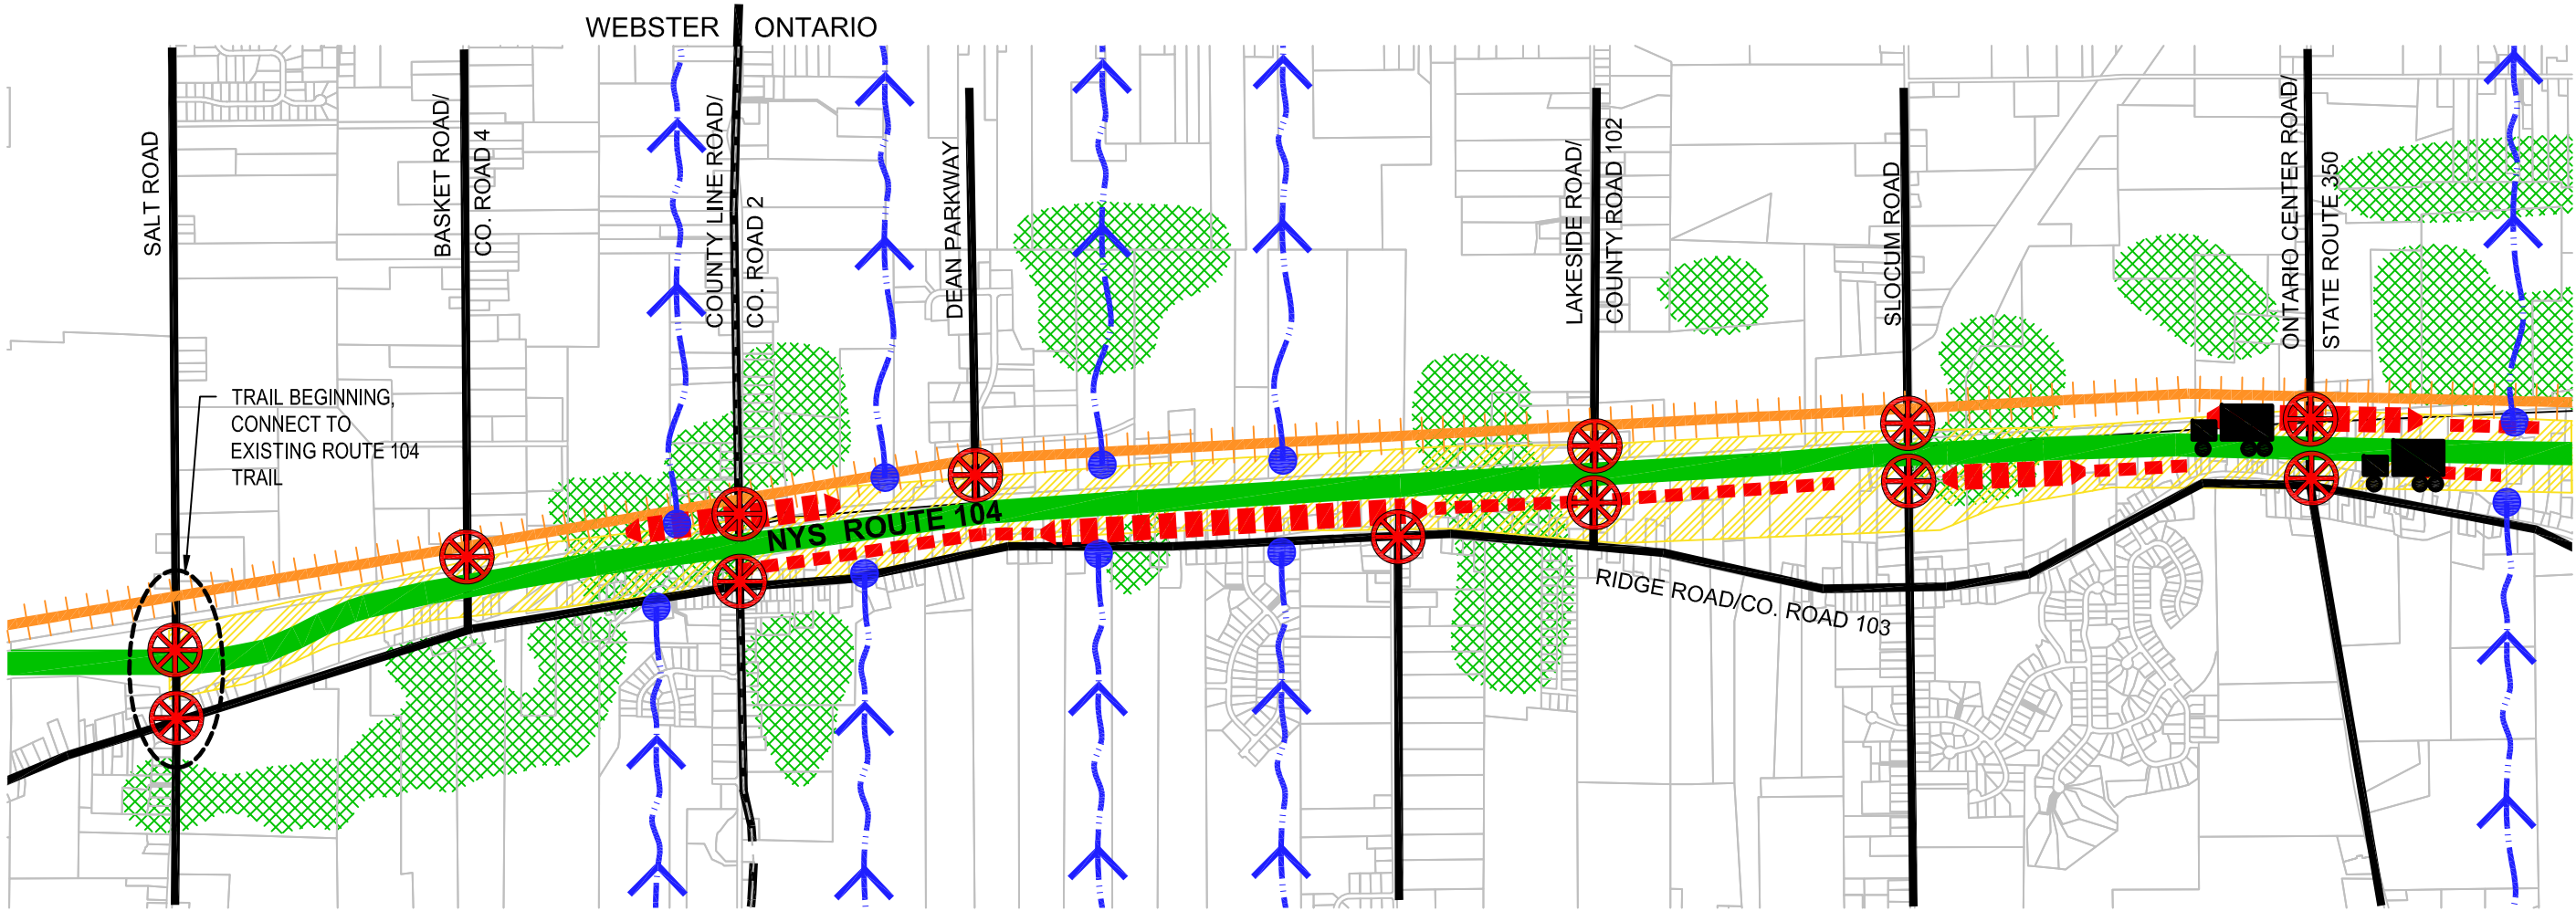 WEBSTER
ONTARIO
SALT ROAD
BASKET ROAD/
CO. ROAD 4
COUNTY LINE ROAD/
CO. ROAD 2
DEAN PARKWAY
LAKESIDE ROAD/
COUNTY ROAD 102
SLOCUM ROAD
ONTARIO CENTER ROAD/
STATE ROUTE 350
TRAIL BEGINNING,
CONNECT TO
EXISTING ROUTE 104
TRAIL
NYS ROUTE 104
RIDGE ROAD/CO. ROAD 103